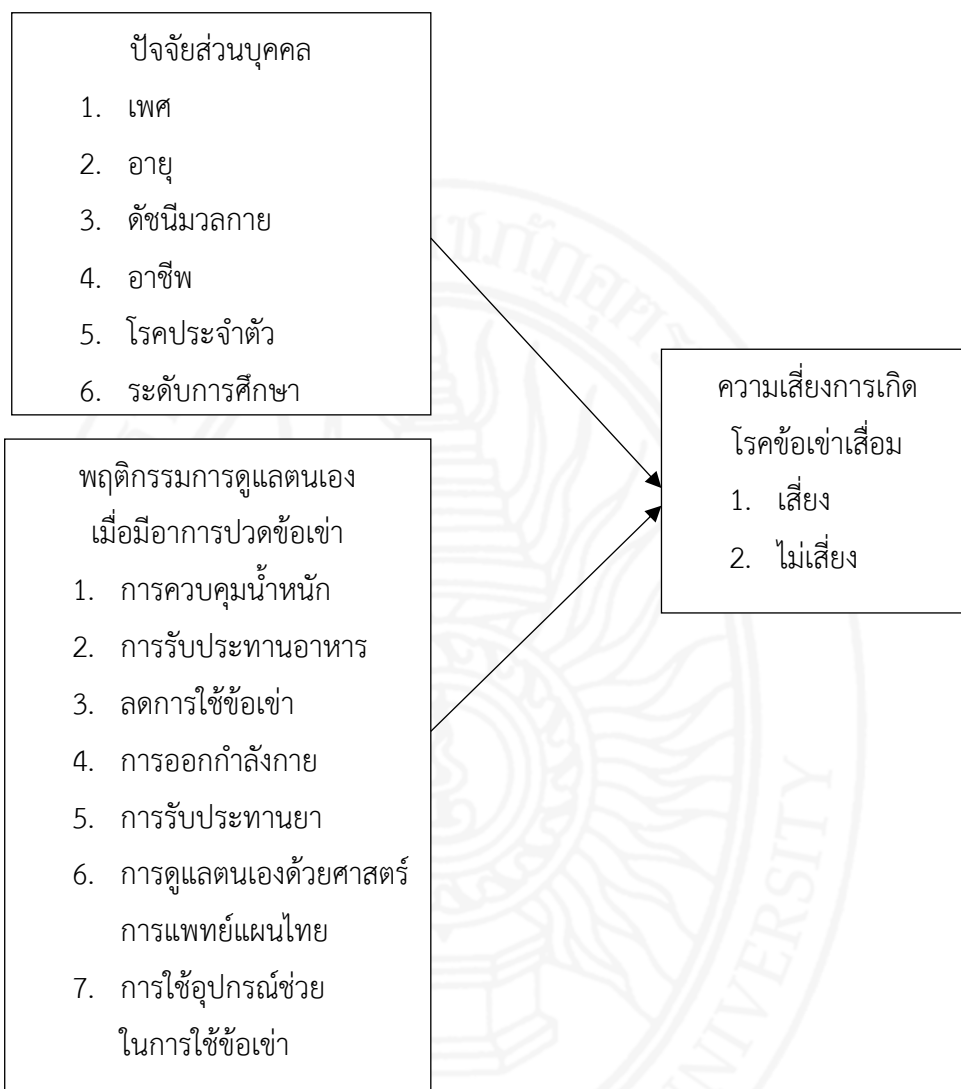 ปัจจัยส่วนบุคคล
1. เพศ
2. อายุ
3. ดัชนีมวลกาย
4. อาชีพ
5. โรคประจำตัว
6. ระดับการศึกษา
พฤติกรรมการดูแลตนเอง
เมื่อมีอาการปวดข้อเข่า
1. การควบคุมน้ำหนัก
2. การรับประทานอาหาร
3. ลดการใช้ข้อเข่า
4. การออกกำลังกาย
5. การรับประทานยา
6. การดูแลตนเองด้วยศาสตร์
การแพทย์แผนไทย
7. การใช้อุปกรณ์ช่วย
ในการใช้ข้อเข่า
ความเสี่ยงการเกิด
โรคข้อเข่าเสื่อม
1. เสี่ยง
2. ไม่เสี่ยง
UNIVERSITY